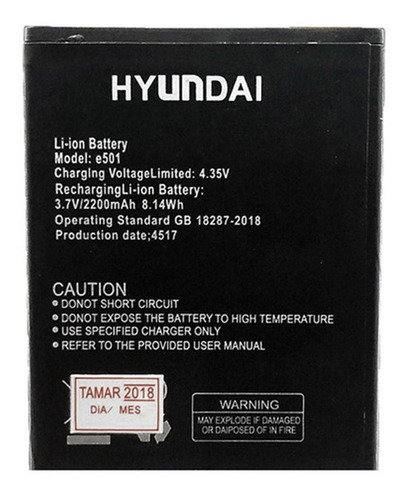 HYUNDAI
Li-ion Battery
Model: e501
Charging VoltageLimited: 4.35V
RechargingLi-ion Battery:
3.7V/2200mAh 8.14Wh
Operating Standard GB 18287-2018
Production date;4517
CAUTION
DONOT SHORT CIRCUIT
DONOT EXPOSE THE BATTERY TO HIGH TEMPERATURE
USE SPECIFIED CHARGER ONLY
REFER TO THE PROVIDED USER MANUAL
TAMAR 2018
DiA/ MES
WARNING
MAY EXPLODE IF DAMAGED
OR DAIPOSED OF IN FIRE